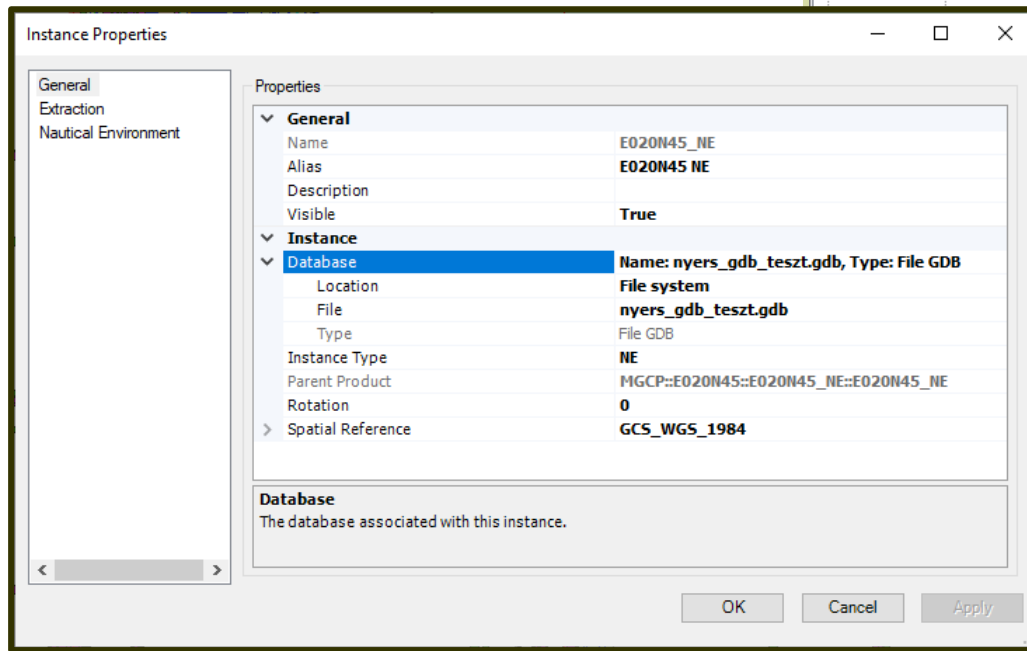 Instance Properties
General
Extraction
Nautical Environment
Properties
General
Name E020N45_NE
Alias E020N45 NE
Description
Visible True
Instance
Database Name: nyers_gdb_teszt.gdb, Type: File GDB
Location File system
File nyers_gdb_teszt.gdb
Type File GDB
Instance Type NE
Parent Product MGCP::E020N45::E020N45_NE::E020N45_NE
Rotation 0
Spatial Reference GCS_WGS_1984
Database
The database associated with this instance.
OK Cancel Apply